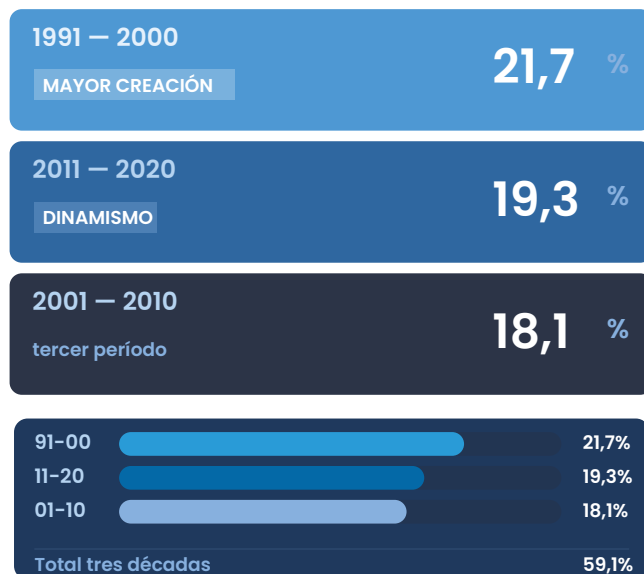 1991 — 2000
MAYOR CREACIÓN
21,7 %
2011 — 2020
DINAMISMO
19,3 %
2001 — 2010
tercer período
18,1 %
91-00 21,7%
11-20 19,3%
01-10 18,1%
Total tres décadas 59,1%